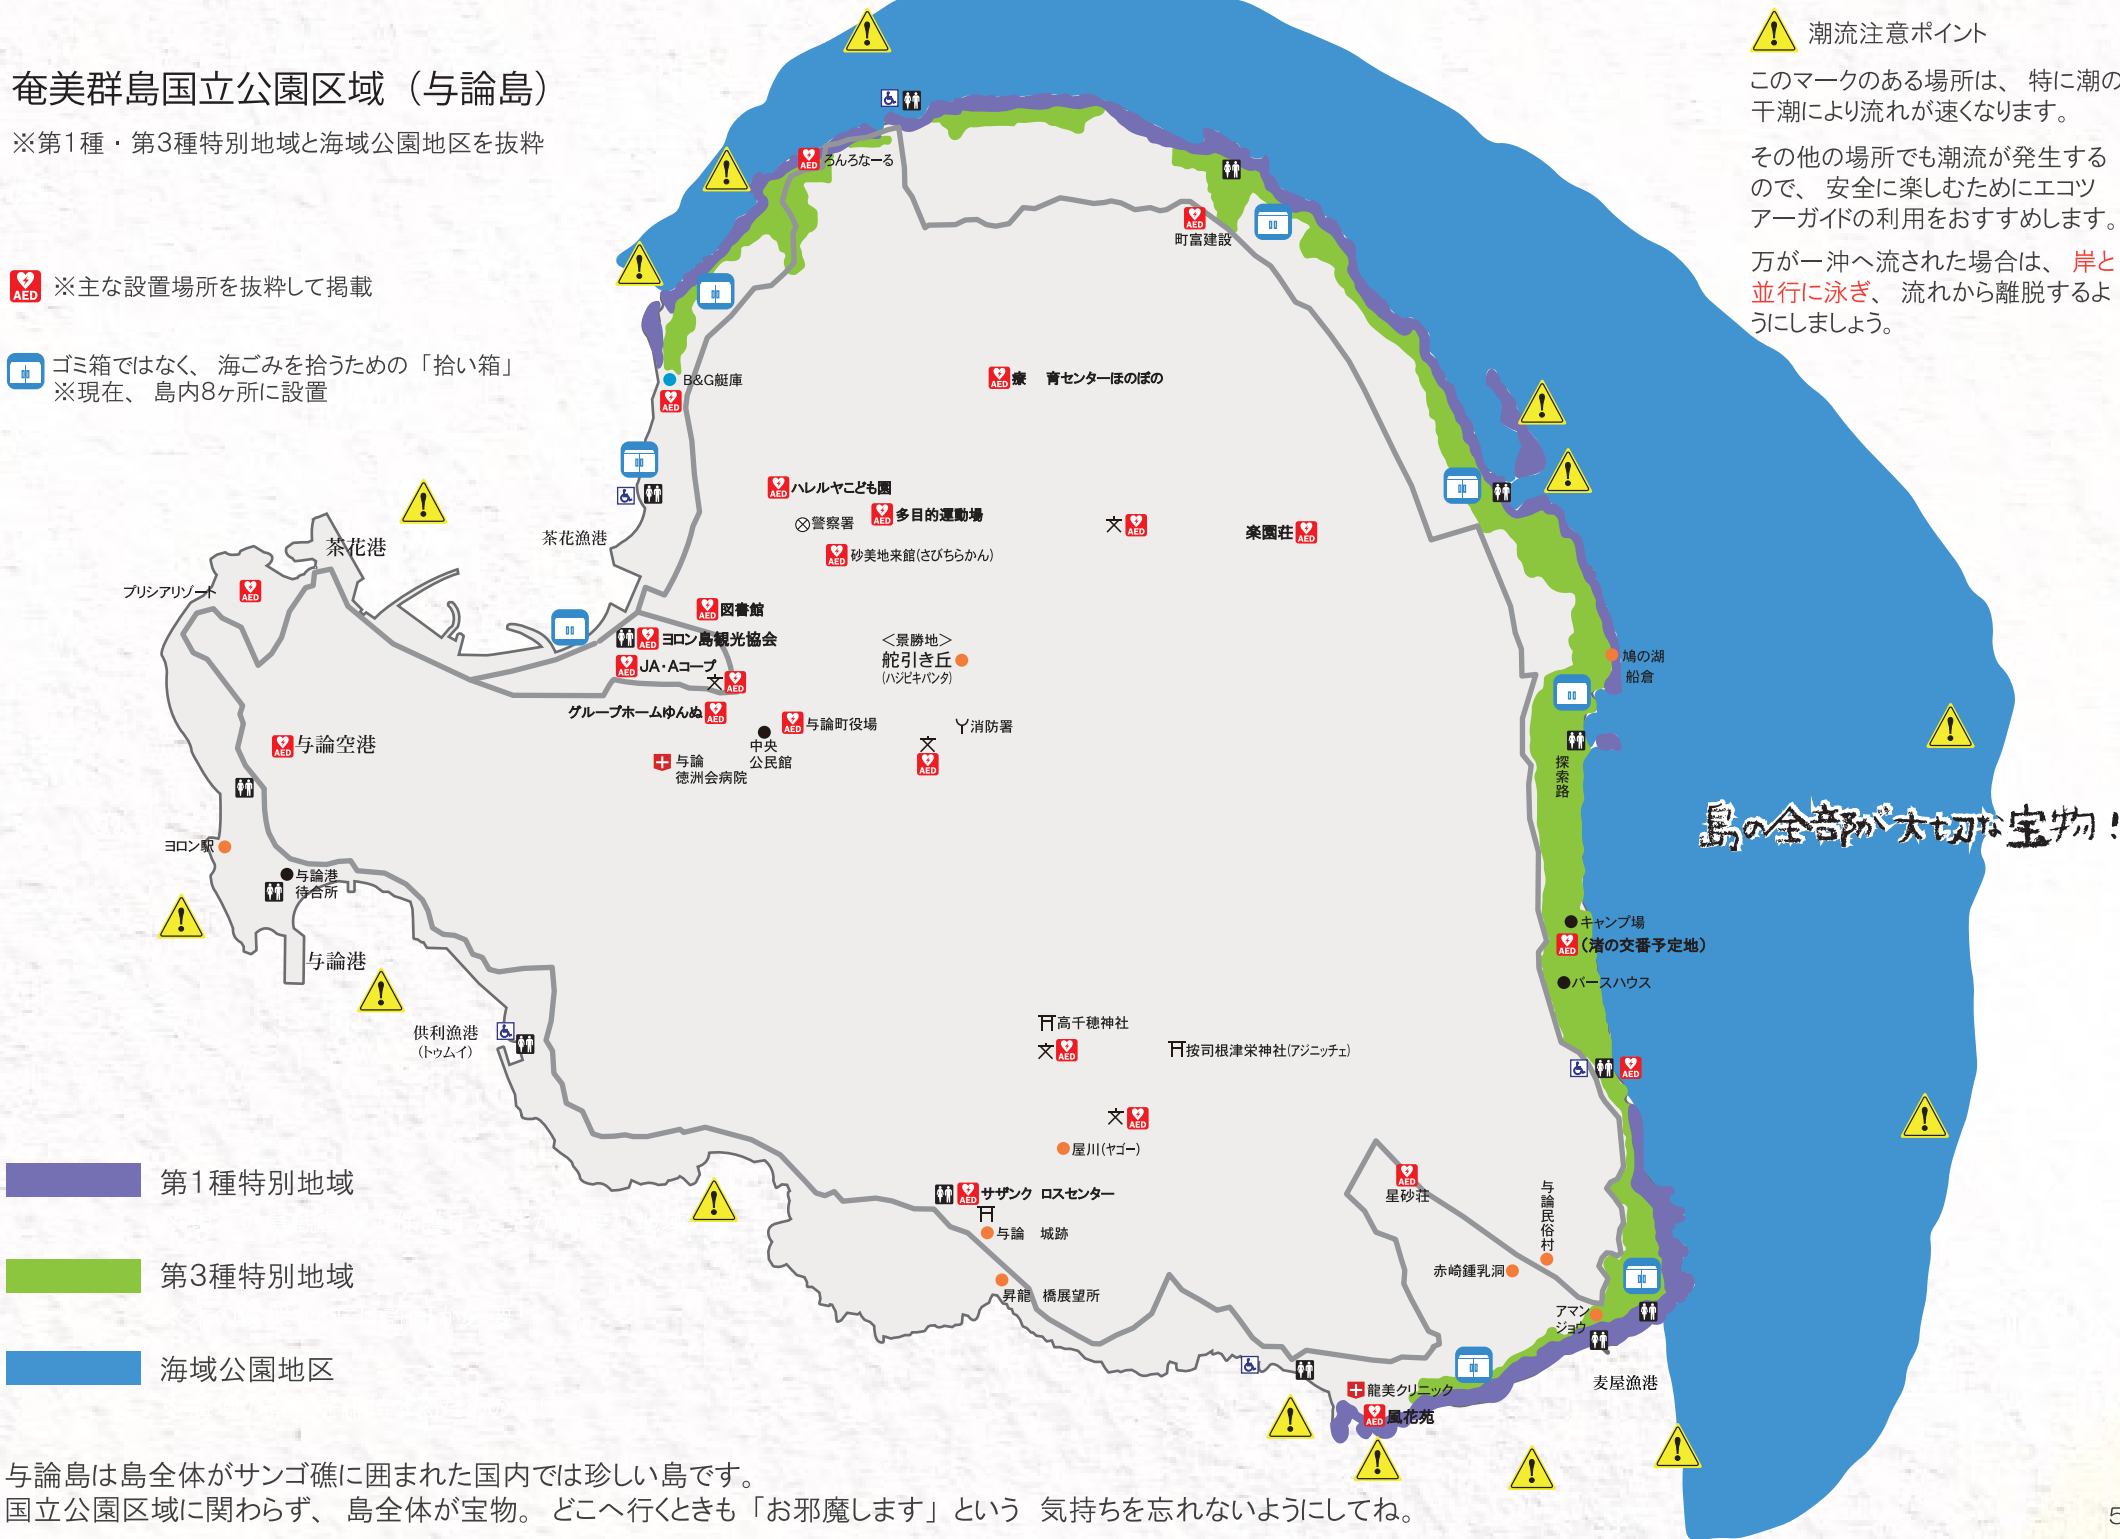 奄美群島国立公園区域（与論島）
※第1種・第3種特別地域と海域公園地区を抜粋
AED ※主な設置場所を抜粋して掲載
ゴミ箱ではなく、海ごみを拾うための「拾い箱」
※現在、島内8ヶ所に設置
潮流注意ポイント
このマークのある場所は、特に潮の
干潮により流れが速くなります。
その他の場所でも潮流が発生する
ので、安全に楽しむためにエコツ
アーガイドの利用をおすすめします。
万が一沖へ流された場合は、岸と
並行に泳ぎ、流れから離脱するよ
うにしましょう。
AED ろんろなーる
AED
町富建設
B&G艇庫
AED
AED 療 育センターほのぼの
AED ハレルヤこども園
警察署
AED 多目的運動場
AED 砂美地来館(さびちらかん)
AED
楽園荘 AED
茶花漁港
茶花港
プリシアリゾート AED
AED 図書館
AED ヨロン島観光協会
AED JA・Aコープ
AED
グループホームゆんぬ AED
AED 与論町役場
中央
公民館
与論
徳洲会病院
＜景勝地＞
舵引き丘
(ハジピキパンタ)
消防署
AED
鳩の湖
船倉
探索路
AED 与論空港
ヨロン駅
与論港
待合所
与論港
供利漁港
(トゥムイ)
島の全部が大切な宝物！
キャンプ場
AED （渚の交番予定地）
バースハウス
AED
高千穂神社
AED
按司根津栄神社(アジニッチェ)
AED
屋川(ヤゴー)
AED サザンク ロスセンター
与論 城跡
昇龍 橋展望所
AED
星砂荘
与論民俗村
赤崎鍾乳洞
アマン
ジョウ
麦屋漁港
龍美クリニック
AED 風花苑
第1種特別地域
第3種特別地域
海域公園地区
与論島は島全体がサンゴ礁に囲まれた国内では珍しい島です。
国立公園区域に関わらず、島全体が宝物。どこへ行くときも「お邪魔します」という 気持ちを忘れないようにしてね。
5